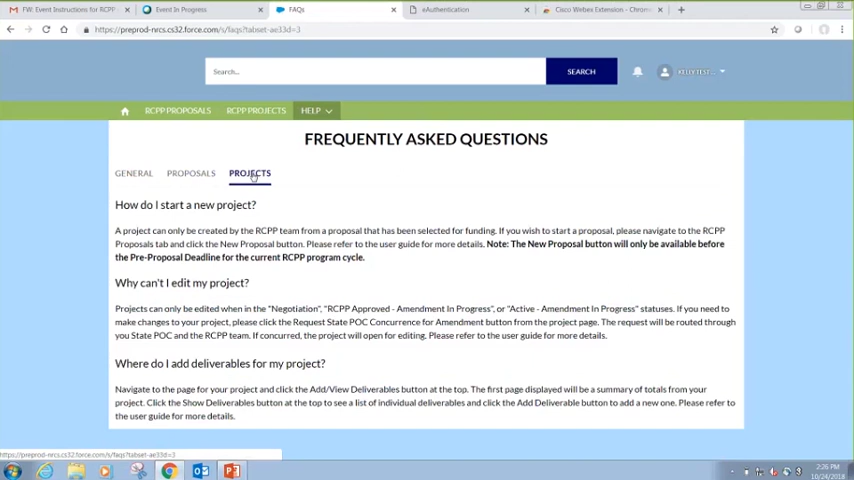 FW: Event Instructions for RCPP
Event In Progress
FAQs
eAuthentication
Cisco Webex Extension - Chrom
https://preprod-nrcs.cs32.force.com/s/faqs?tabset-ae33d=3
Search...
SEARCH
KELLY TEST...
RCPP PROPOSALS RCPP PROJECTS HELP
FREQUENTLY ASKED QUESTIONS
GENERAL PROPOSALS PROJECTS
How do I start a new project?
A project can only be created by the RCPP team from a proposal that has been selected for funding. If you wish to start a proposal, please navigate to the RCPP
Proposals tab and click the New Proposal button. Please refer to the user guide for more details. Note: The New Proposal button will only be available before
the Pre-Proposal Deadline for the current RCPP program cycle.
Why can't I edit my project?
Projects can only be edited when in the "Negotiation", "RCPP Approved - Amendment In Progress", or "Active - Amendment In Progress" statuses. If you need to
make changes to your project, please click the Request State POC Concurrence for Amendment button from the project page. The request will be routed through
you State POC and the RCPP team. If concurred, the project will open for editing. Please refer to the user guide for more details.
Where do I add deliverables for my project?
Navigate to the page for your project and click the Add/View Deliverables button at the top. The first page displayed will be a summary of totals from your
project. Click the Show Deliverables button at the top to see a list of individual deliverables and click the Add Deliverable button to add a new one. Please refer to
the user guide for more details.
https://preprod-nrcs.cs32.force.com/s/faqs?tabset-ae33d=3
2:26 PM
10/24/2018